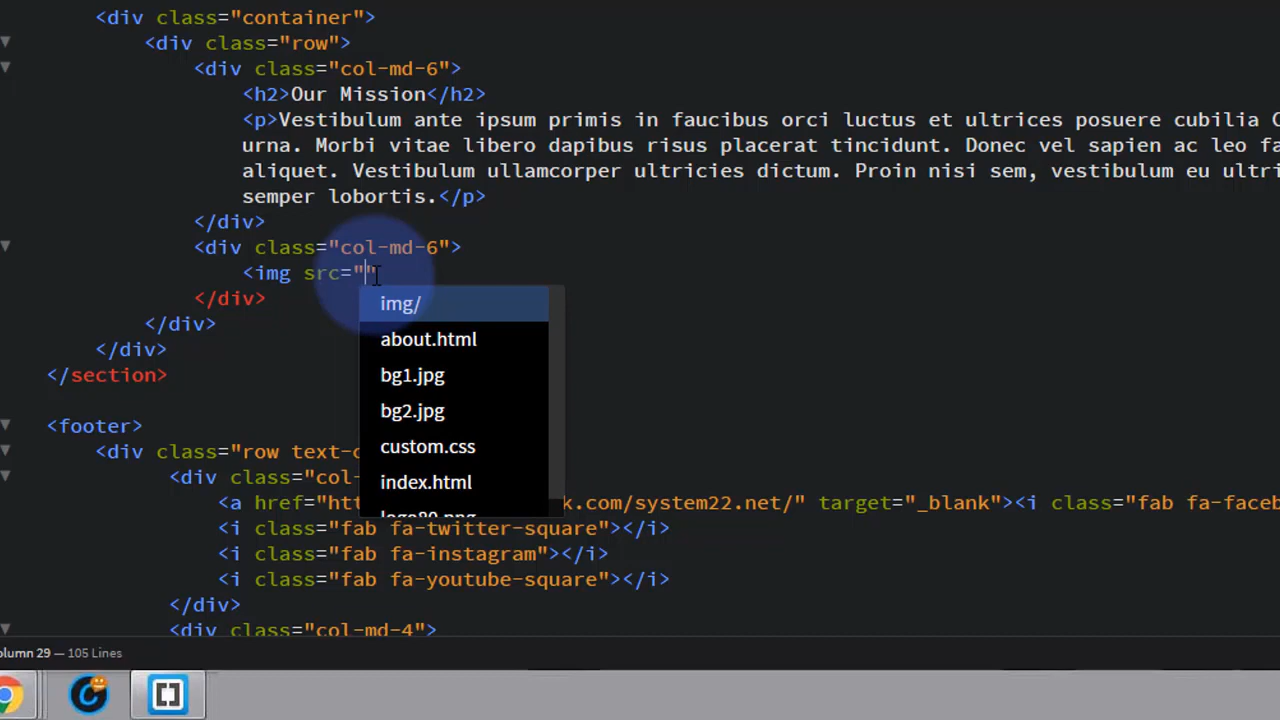 <div class="container">
<div class="row">
<div class="col-md-6">
<h2>Our Mission</h2>
<p>Vestibulum ante ipsum primis in faucibus orci luctus et ultrices posuere cubilia
urna. Morbi vitae libero dapibus risus placerat tincidunt. Donec vel sapien ac leo
aliquet. Vestibulum ullamcorper ultricies dictum. Proin nisi sem, vestibulum eu
semper lobortis.</p>
</div>
<div class="col-md-6">
<img src=""
img/
</div>
</div>
about.html
</div>
bg1.jpg
</section>
bg2.jpg
<footer>
custom.css
<div class="row
index.html
<div class="col-
<a href="
.com/system22.net/" target="_blank"><i class="fab
<i class="fab fa-twitter-square"></i>
<i class="fab fa-instagram"></i>
<i class="fab fa-youtube-square"></i>
</div>
<div class="col-md-4">
29 — 105 Lines